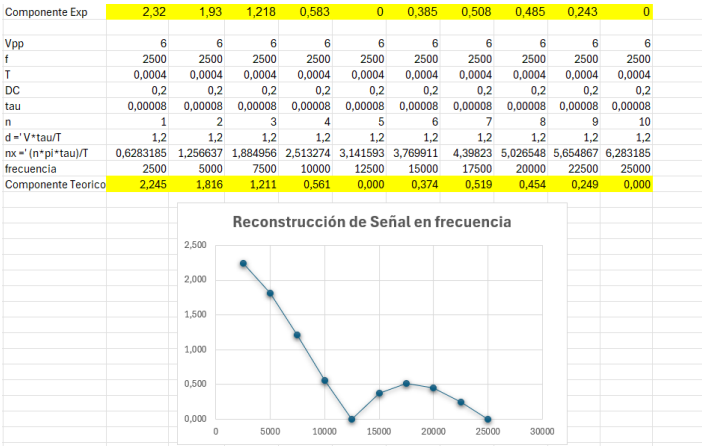 Componente Exp 2,32 1,93 1,218 0,583 0 0,385 0,508 0,485 0,243 0
Vpp 6 6 6 6 6 6 6 6 6 6
f 2500 2500 2500 2500 2500 2500 2500 2500 2500 2500
T 0,0004 0,0004 0,0004 0,0004 0,0004 0,0004 0,0004 0,0004 0,0004 0,0004
DC 0,2 0,2 0,2 0,2 0,2 0,2 0,2 0,2 0,2 0,2
tau 0,00008 0,00008 0,00008 0,00008 0,00008 0,00008 0,00008 0,00008 0,00008 0,00008
n 1 2 3 4 5 6 7 8 9 10
d =' V*tau/T 1,2 1,2 1,2 1,2 1,2 1,2 1,2 1,2 1,2 1,2
nx =' (n*pi*tau)/T 0,6283185 1,256637 1,884956 2,513274 3,141593 3,769911 4,39823 5,026548 5,654867 6,283185
frecuencia 2500 5000 7500 10000 12500 15000 17500 20000 22500 25000
Componente Teorico 2,245 1,816 1,211 0,561 0,000 0,374 0,519 0,454 0,249 0,000
Reconstrucción de Señal en frecuencia
2,500
2,000
1,500
1,000
0,500
0,000
0 5000 10000 15000 20000 25000 30000